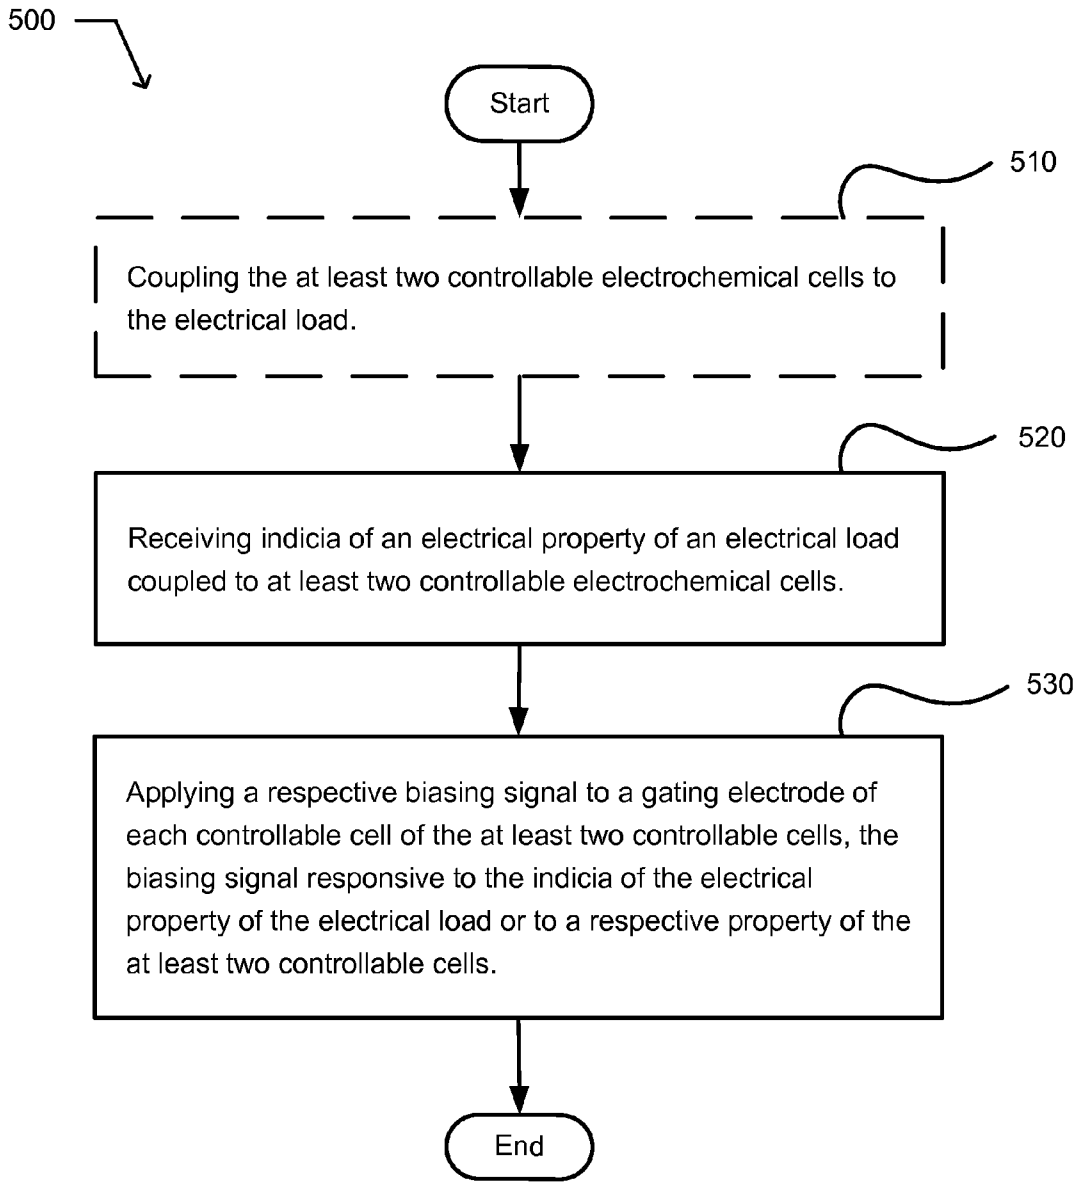 500
Start
510
Coupling the at least two controllable electrochemical cells to
the electrical load.
520
Receiving indicia of an electrical property of an electrical load
coupled to at least two controllable electrochemical cells.
530
Applying a respective biasing signal to a gating electrode of
each controllable cell of the at least two controllable cells, the
biasing signal responsive to the indicia of the electrical
property of the electrical load or to a respective property of the
at least two controllable cells.
End